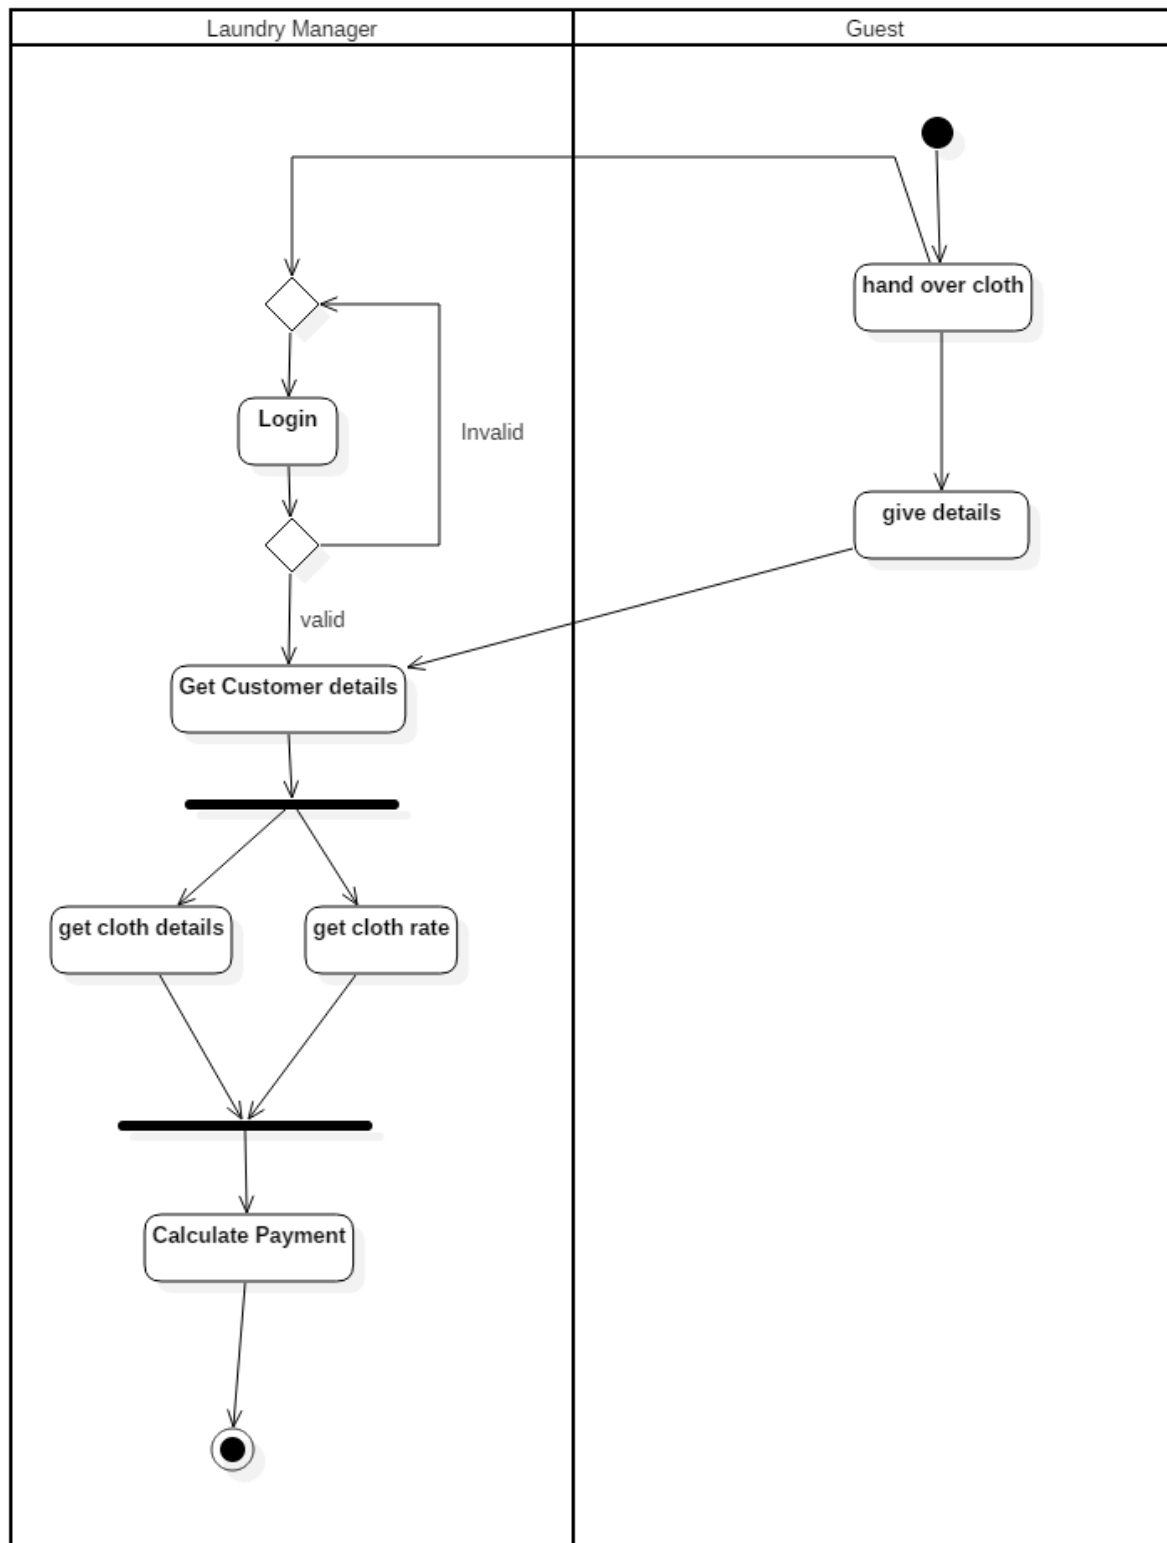 Laundry Manager
Guest
hand over cloth
Login
Invalid
give details
valid
Get Customer details
get cloth details
get cloth rate
Calculate Payment